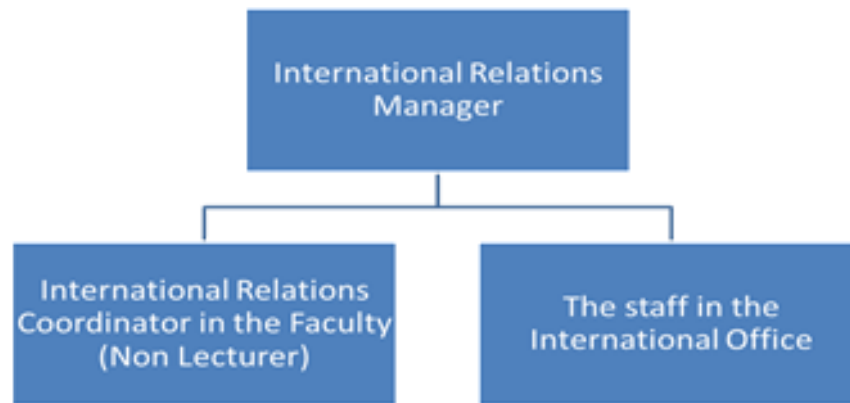 International Relations
Manager
International Relations
Coordinator in the Faculty
(Non Lecturer)
The staff in the
International Office